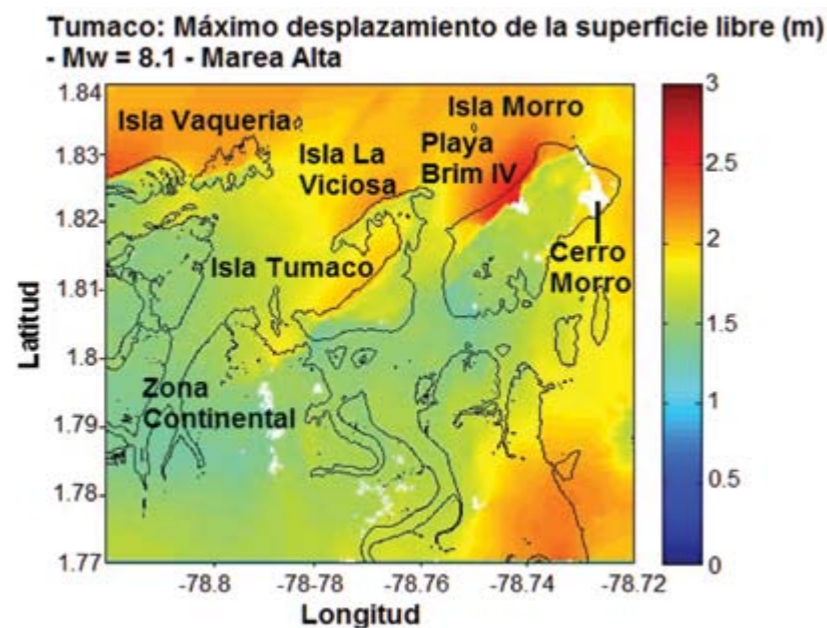 Tumaco: Máximo desplazamiento de la superficie libre (m)
- Mw = 8.1 - Marea Alta
Isla Vaqueria
Isla La
Viciosa
Isla Morro
Playa
Brim IV
Isla Tumaco
Cerro
Morro
Zona
Continental
Latitud
1.84
1.83
1.82
1.81
1.8
1.79
1.78
1.77
-78.8
-78-78
-78.76
-78.74
-78.72
Longitud
3
2.5
2
1.5
1
0.5
0